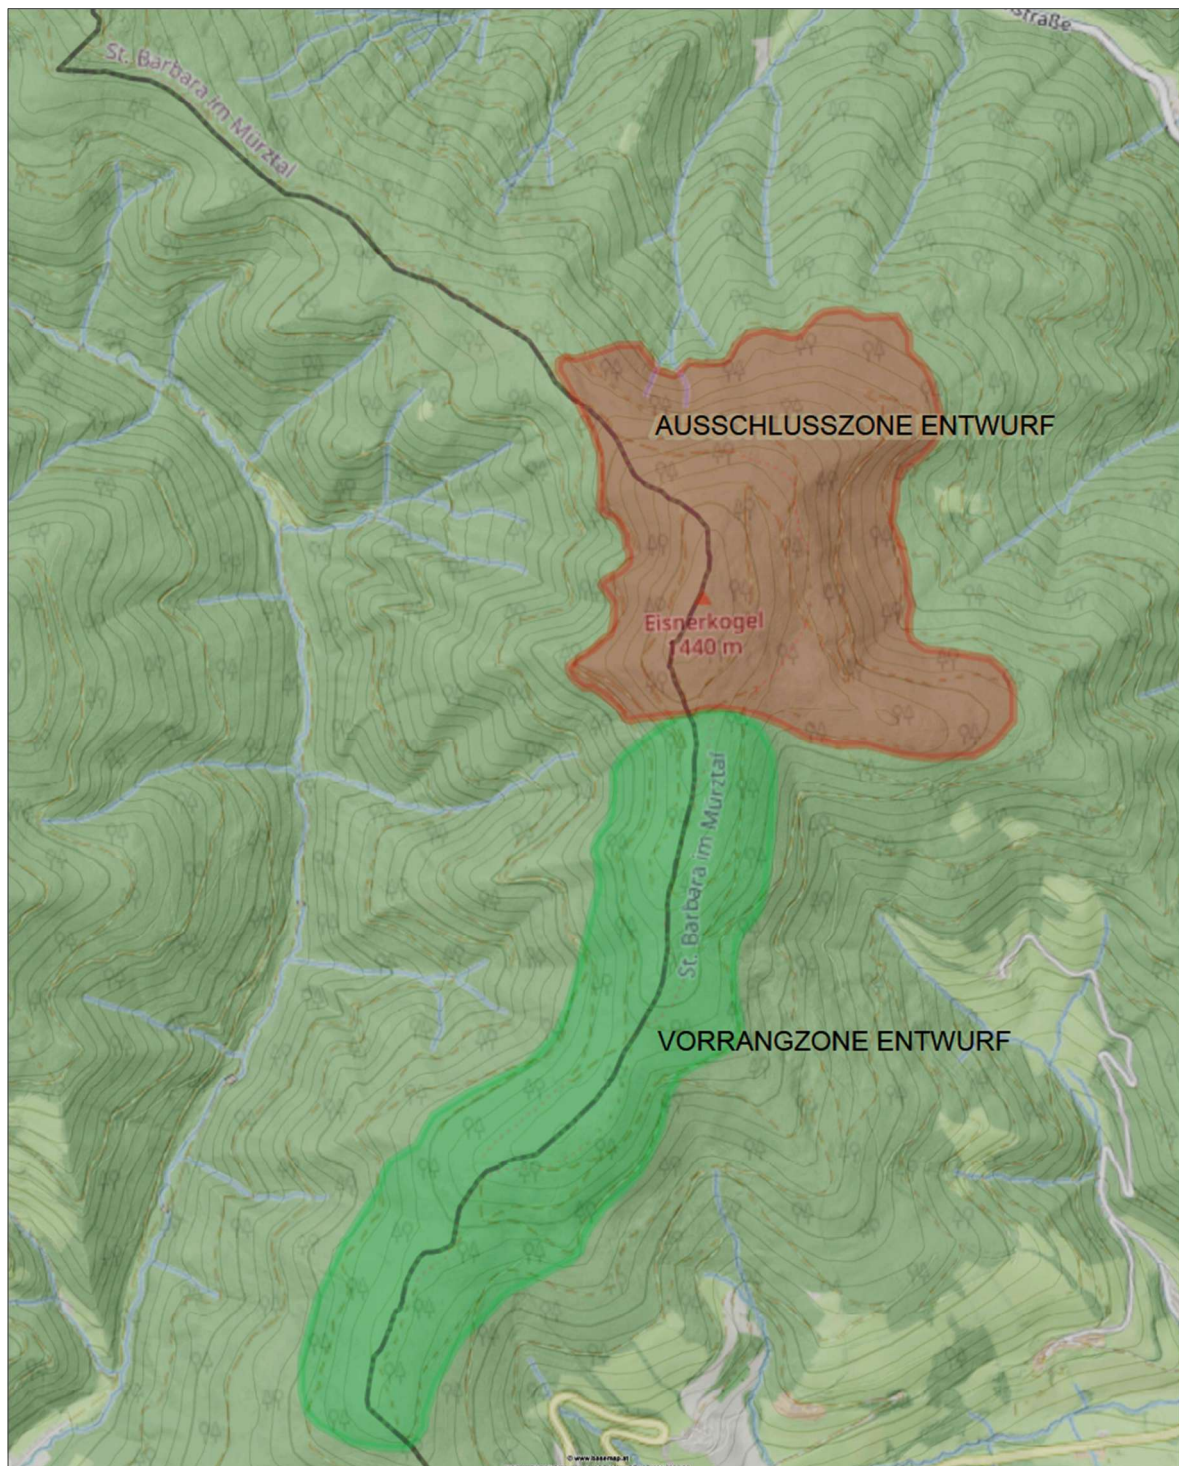 straße
St. Barbara im Mürztal
AUSSCHLUSSZONE ENTWURF
Eisnerkogel
1440 m
St. Barbara im Mürztal
VORRANGZONE ENTWURF
© www.basemap.at